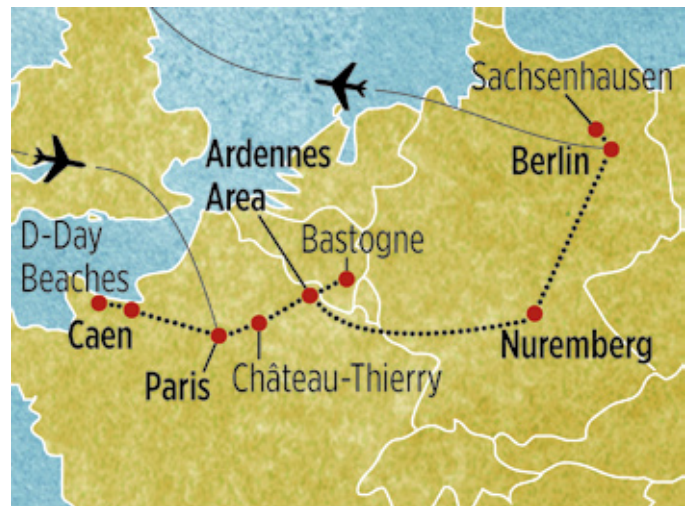 Sachsenhausen
Berlin
Ardennes
Area
Bastogne
D-Day
Beaches
Caen
Paris
Château-Thierry
Nuremberg